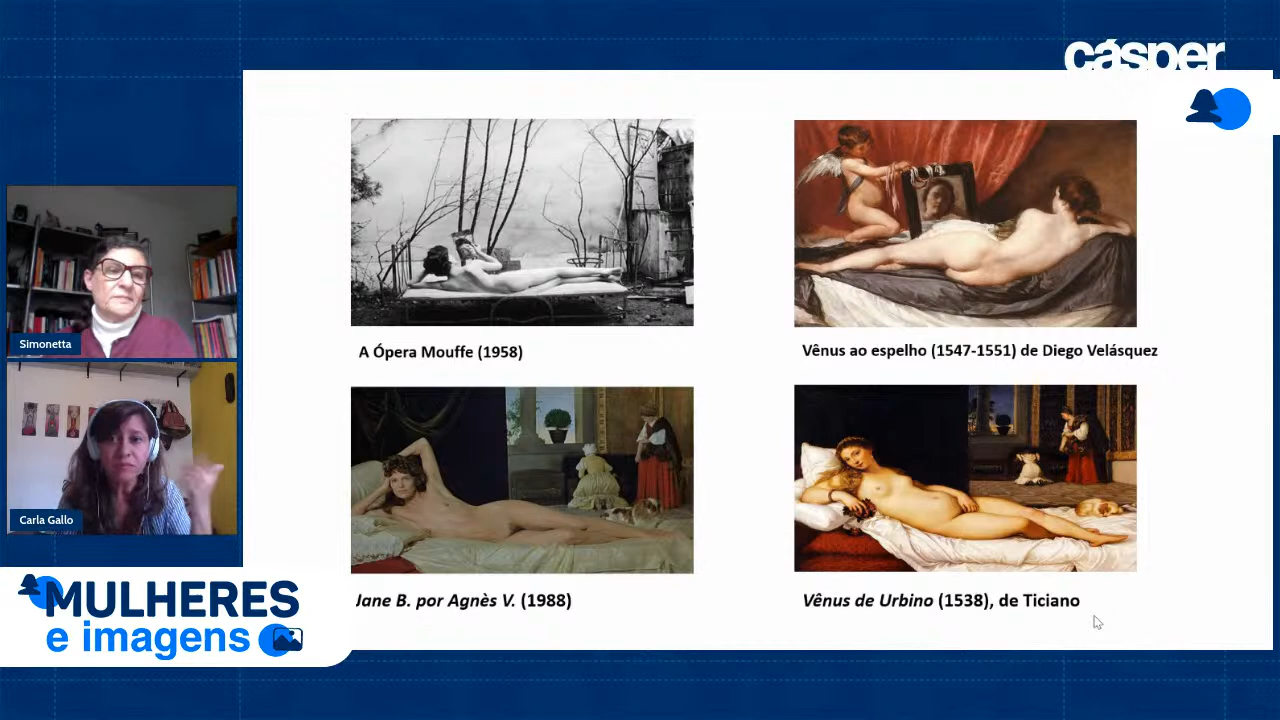 cásper
A Ópera Mouffe (1958)
Vênus ao espelho (1547-1551) de Diego Velásquez
Simonetta
Carla Gallo
Jane B. por Agnès V. (1988)
Vênus de Urbino (1538), de Ticiano
MULHERES
e imagens